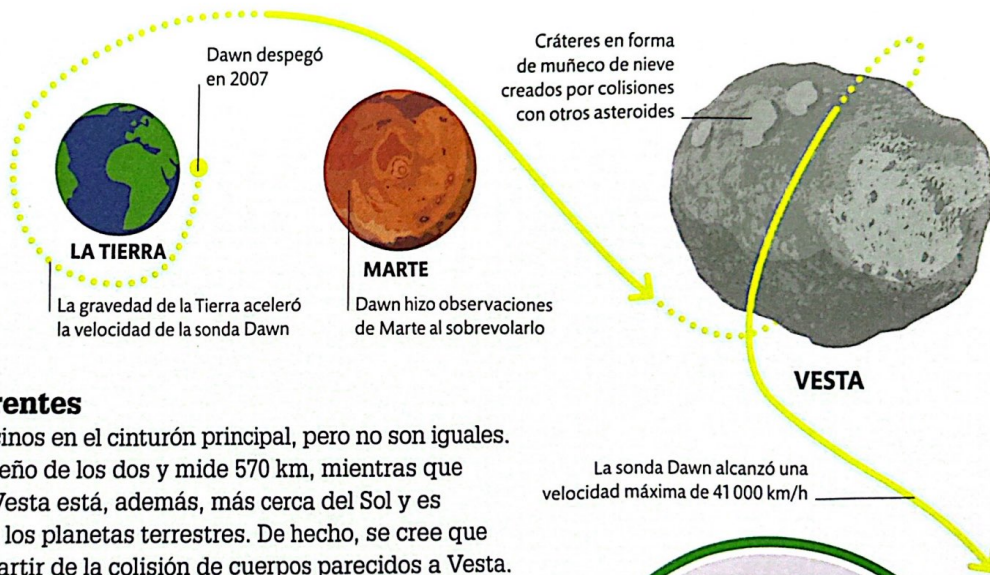 Dawn despegó
en 2007
Cráteres en forma
de muñeco de nieve
creados por colisiones
con otros asteroides
LA TIERRA
MARTE
La gravedad de la Tierra aceleró
la velocidad de la sonda Dawn
Dawn hizo observaciones
de Marte al sobrevolarlo
VESTA
rentes
inos en el cinturón principal, pero no son iguales.
eño de los dos y mide 570 km, mientras que
Vesta está, además, más cerca del Sol y es
los planetas terrestres. De hecho, se cree que
artir de la colisión de cuerpos parecidos a Vesta.
La sonda Dawn alcanzó una
velocidad máxima de 41 000 km/h